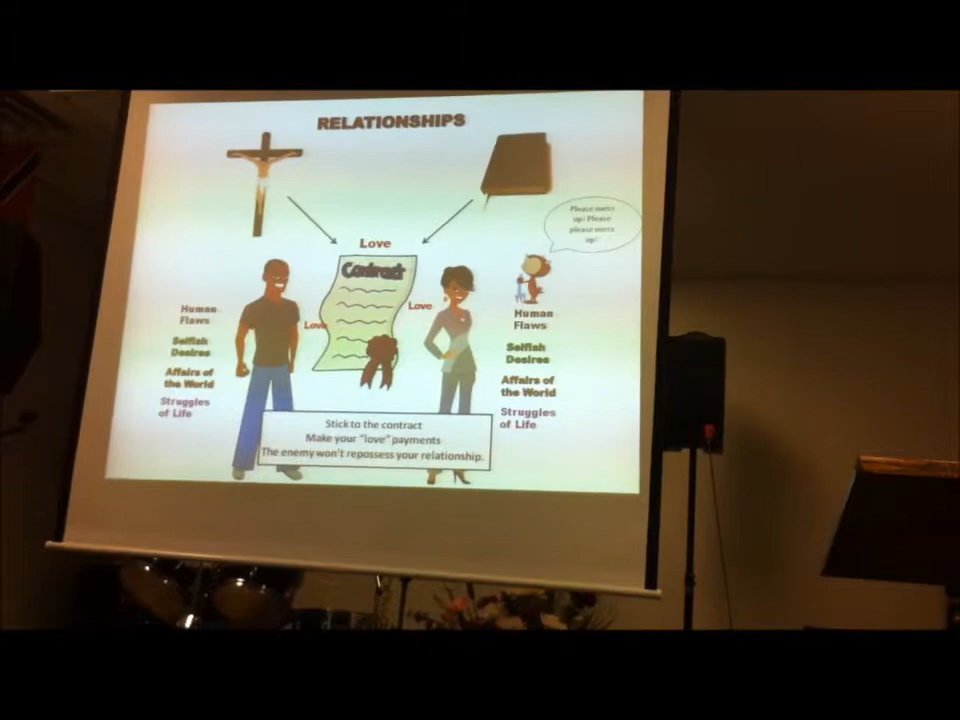 RELATIONSHIPS
Please mess
up! Please
please mess
up!
Love
Contract
Love
Love
Human
Flaws
Selfish
Desires
Affairs of
the World
Struggles
of Life
Human
Flaws
Selfish
Desires
Affairs of
the World
Struggles
of Life
Stick to the contract
Make your "love" payments
The enemy won't repossess your relationship.